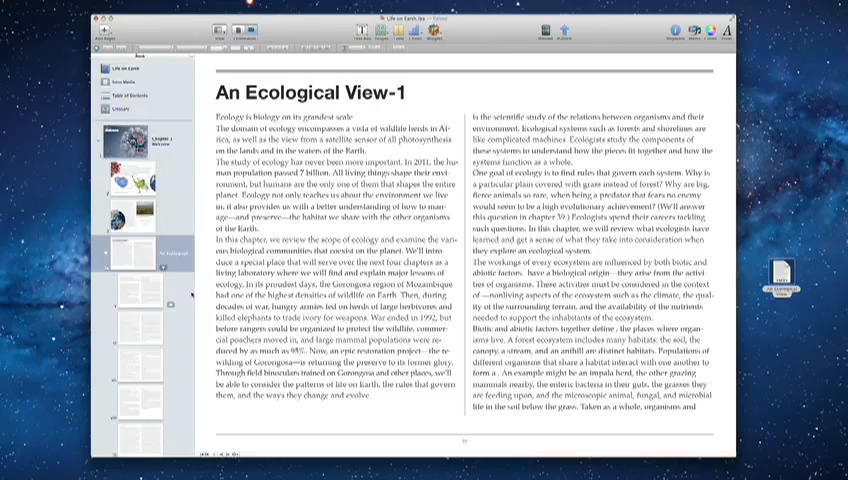 Life on Earth.iba — Edited
Book
Life on Earth
Intro Media
Table of Contents
Glossary
Chapter 1
An Ecological View-1
Ecology is biology on its grandest scale
The domain of ecology encompasses a vista of wildlife herds in Af-
rica, as well as the view from a satellite sensor of all photosynthesis
on the lands and in the waters of the Earth.
The study of ecology has never been more important. In 2011, the hu-
man population passed 7 billion. All living things shape their envi-
ronment, but humans are the only one of them that shapes the entire
planet. Ecology not only teaches us about the environment we live
in, it also provides us with a better understanding of how to man-
age—and preserve—the habitat we share with the other organisms
of the Earth.
In this chapter, we review the scope of ecology and examine the vari-
ous biological communities that coexist on the planet. We'll intro-
duce a special place that will serve over the next four chapters as a
living laboratory where we will find and explain major lessons of
ecology. In its proudest days, the Gorongosa region of Mozambique
had one of the highest densities of wildlife on Earth. Then, during
decades of war, hungry armies fed on herds of large herbivores and
killed elephants to trade ivory for weapons. War ended in 1992, but
before rangers could be organized to protect the wildlife, commer-
cial poachers moved in, and large mammal populations were re-
duced by as much as 95%. Now, an epic restoration project—the re-
wilding of Gorongosa—is returning the preserve to its former glory.
Through field binoculars trained on Gorongosa and other places, we'll
be able to consider the patterns of life on Earth, the rules that govern
them, and the ways they change and evolve.
is the scientific study of the relations between organisms and their
environment. Ecological systems such as forests and shorelines are
like complicated machines. Ecologists study the components of
these systems to understand how the pieces fit together and how the
systems function as a whole.
One goal of ecology is to find rules that govern each system. Why is
a particular plain covered with grass instead of forest? Why are big,
fierce animals so rare, when being a predator that fears no enemy
would seem to be a high evolutionary achievement? (We'll answer
this question in chapter 39.) Ecologists spend their careers tackling
such questions. In this chapter, we will review what ecologists have
learned and get a sense of what they take into consideration when
they explore an ecological system.
The workings of every ecosystem are influenced by both biotic and
abiotic factors. have a biological origin—they arise from the activi-
ties of organisms. These activities must be considered in the context
of —nonliving aspects of the ecosystem such as the climate, the qual-
ity of the surrounding terrain, and the availability of the nutrients
needed to support the inhabitants of the ecosystem.
Biotic and abiotic factors together define , the places where organ-
isms live. A forest ecosystem includes many habitats: the soil, the
canopy, a stream, and an anthill are distinct habitats. Populations of
different organisms that share a habitat interact with one another to
form a . An example might be an impala herd, the other grazing
mammals nearby, the enteric bacteria in their guts, the grasses they
are feeding upon, and the microscopic animal, fungal, and microbial
life in the soil below the grass. Taken as a whole, organisms and
iv
An Ecological
View